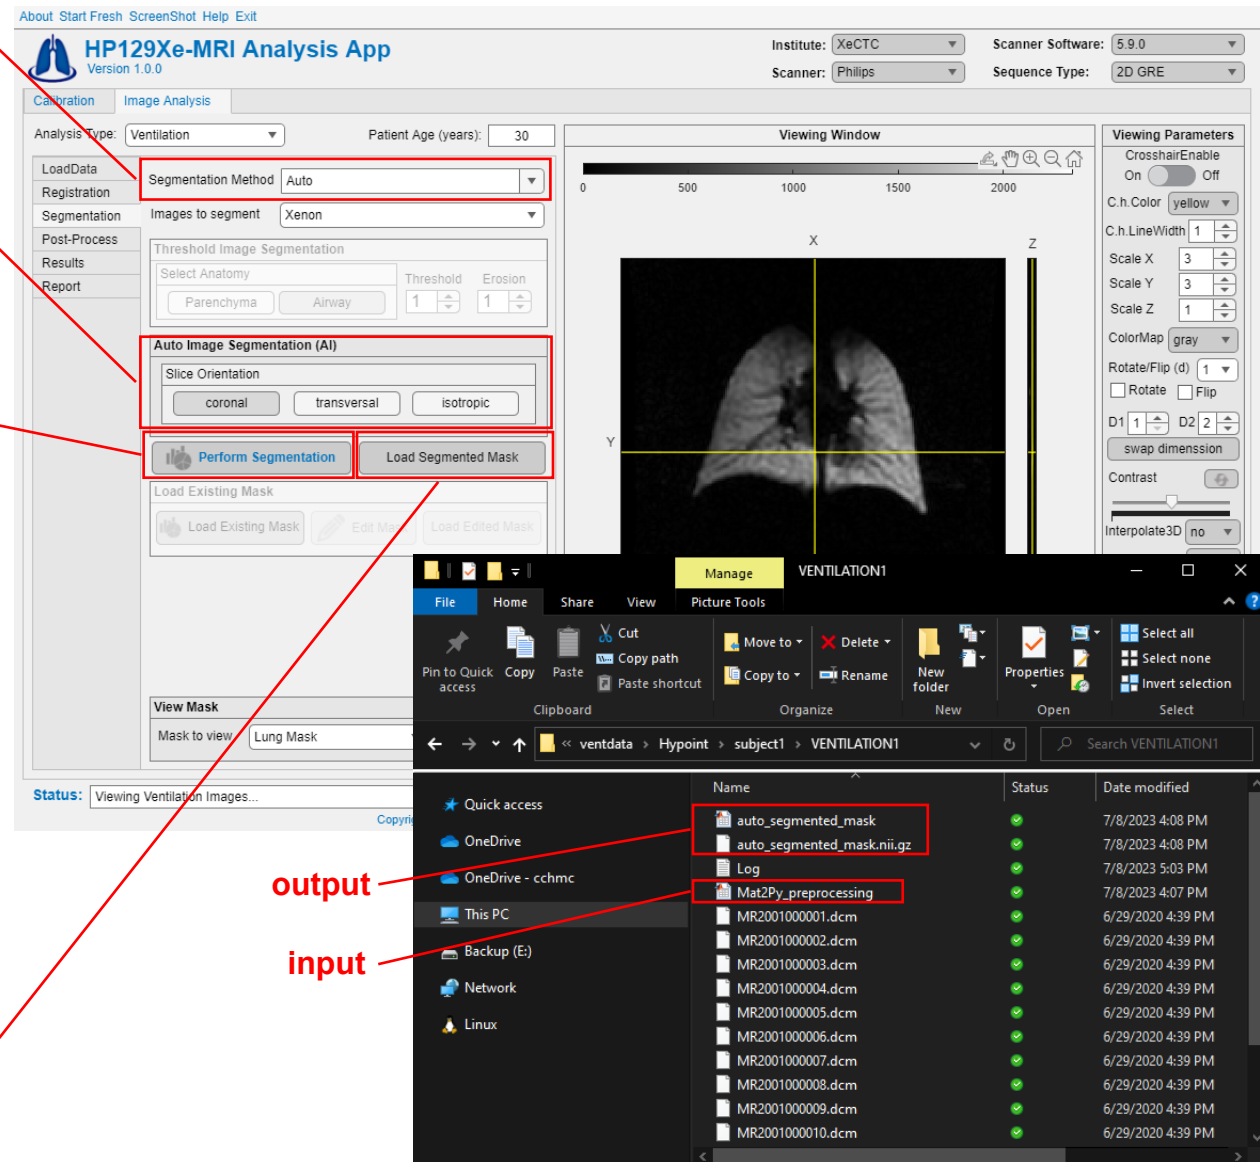 About Start Fresh ScreenShot Help Exit
HP129Xe-MRI Analysis App
Version 1.0.0
Institute: XeCTC
Scanner Software: 5.9.0
Scanner: Philips
Sequence Type: 2D GRE
Calibration Image Analysis
Analysis Type: Ventilation
Patient Age (years): 30
LoadData
Registration
Segmentation
Post-Process
Results
Report
Segmentation Method Auto
Images to segment Xenon
Threshold Image Segmentation
Select Anatomy
Threshold Erosion
Parenchyma Airway 1 1
Auto Image Segmentation (AI)
Slice Orientation
coronal transversal isotropic
Perform Segmentation Load Segmented Mask
Load Existing Mask
Load Existing Mask Edit Mask Load Edited Mask
View Mask
Mask to view Lung Mask
Status: Viewing Ventilation Images...
Viewing Window
0 500 1000 1500 2000
X
Z
Y
Viewing Parameters
CrosshairEnable
On Off
C.h.Color yellow
C.h.LineWidth 1
Scale X 3
Scale Y 3
Scale Z 1
ColorMap gray
Rotate/Flip (d) 1
Rotate Flip
D1 1 D2 2
swap dimenssion
Contrast
Interpolate3D no
Manage VENTILATION1
File Home Share View Picture Tools
Pin to Quick access
Copy
Paste
Cut
Copy path
Paste shortcut
Clipboard
Move to
Copy to
Delete
Rename
Organize
New folder
New
Properties
Open
Select all
Select none
Invert selection
Select
« ventdata › Hypoint › subject1 › VENTILATION1
Search VENTILATION1
Quick access
OneDrive
OneDrive - cchmc
This PC
Backup (E:)
Network
Linux
Name Status Date modified
auto_segmented_mask 7/8/2023 4:08 PM
auto_segmented_mask.nii.gz 7/8/2023 4:08 PM
Log 7/8/2023 5:03 PM
Mat2Py_preprocessing 7/8/2023 4:07 PM
MR2001000001.dcm 6/29/2020 4:39 PM
MR2001000002.dcm 6/29/2020 4:39 PM
MR2001000003.dcm 6/29/2020 4:39 PM
MR2001000004.dcm 6/29/2020 4:39 PM
MR2001000005.dcm 6/29/2020 4:39 PM
MR2001000006.dcm 6/29/2020 4:39 PM
MR2001000007.dcm 6/29/2020 4:39 PM
MR2001000008.dcm 6/29/2020 4:39 PM
MR2001000009.dcm 6/29/2020 4:39 PM
MR2001000010.dcm 6/29/2020 4:39 PM
output
input